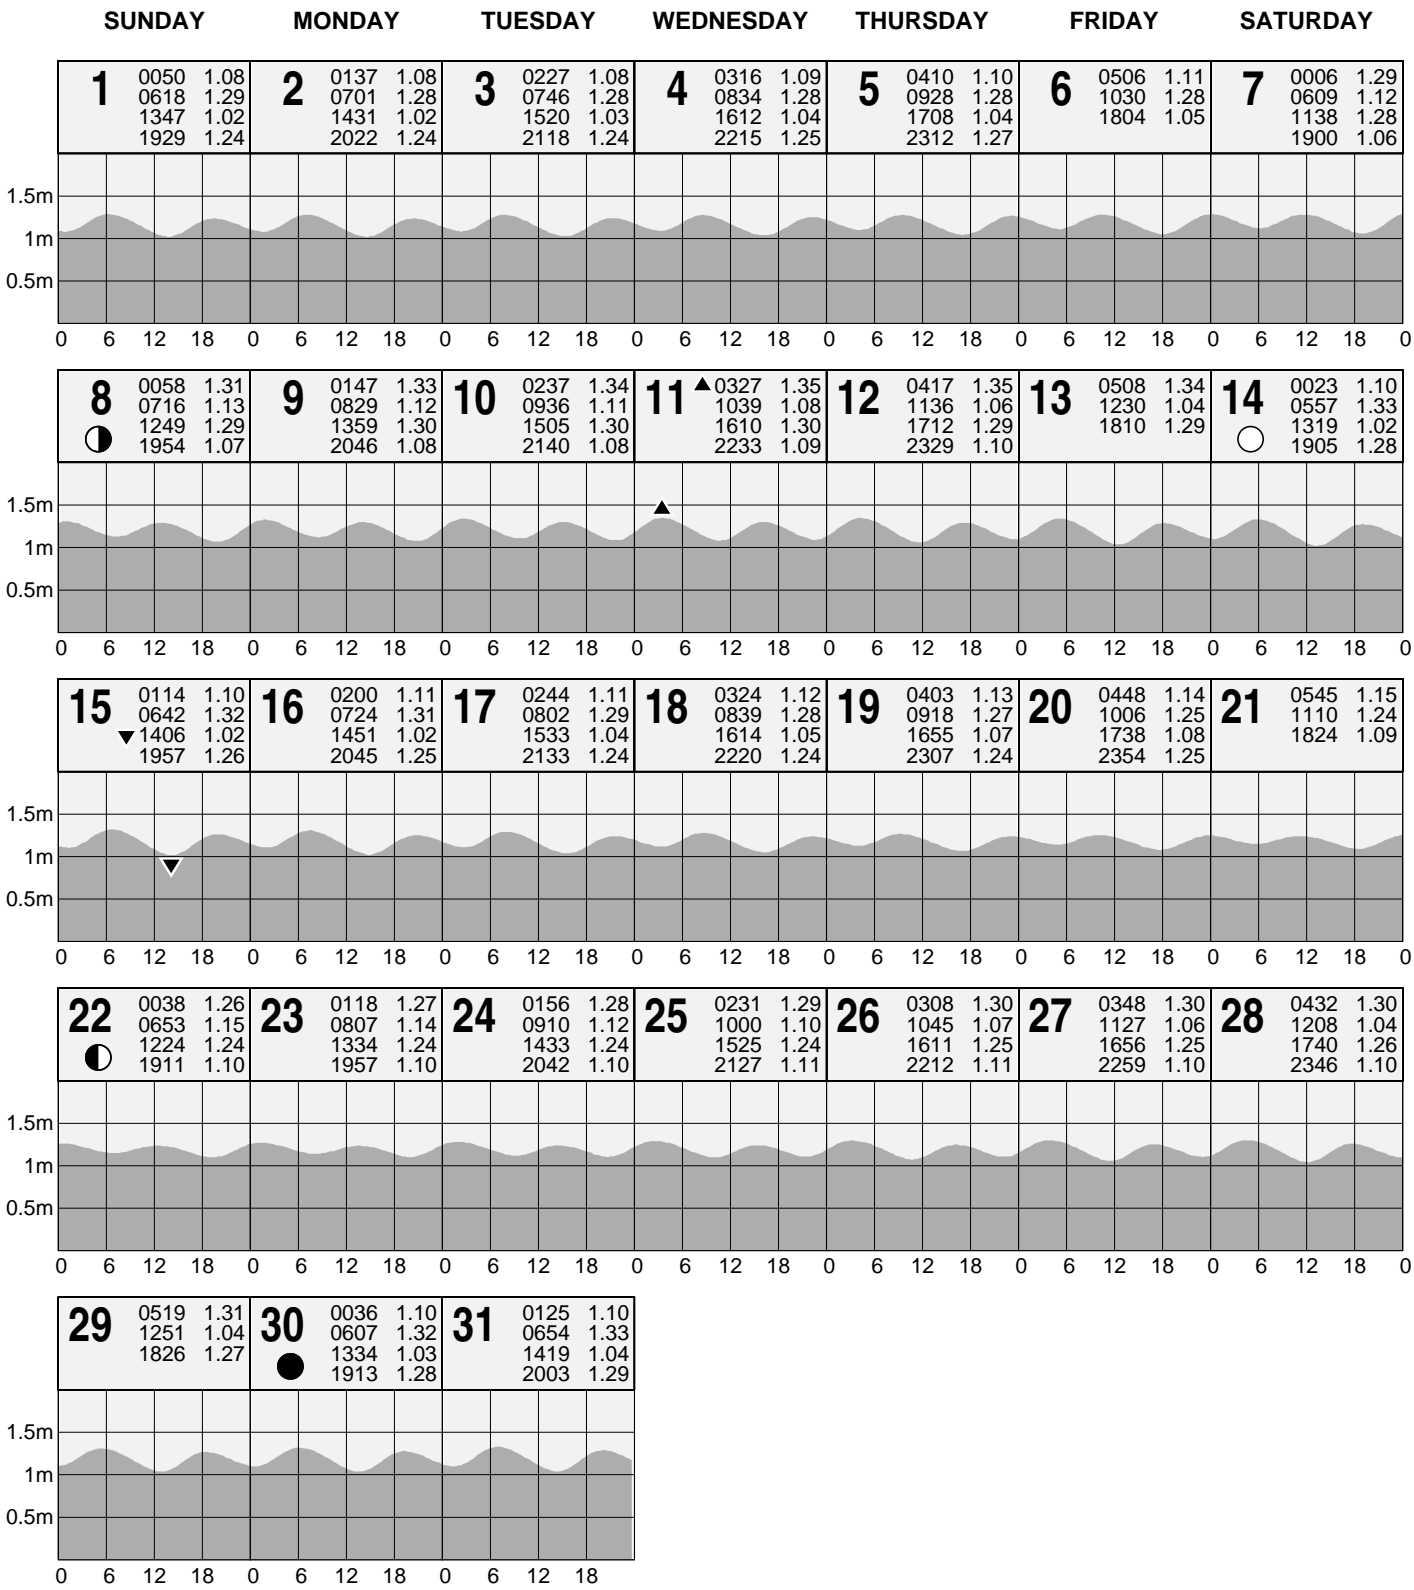 SUNDAY MONDAY TUESDAY WEDNESDAY THURSDAY FRIDAY SATURDAY
1 0050 1.08
0618 1.29
1347 1.02
1929 1.24
2 0137 1.08
0701 1.28
1431 1.02
2022 1.24
3 0227 1.08
0746 1.28
1520 1.03
2118 1.24
4 0316 1.09
0834 1.28
1612 1.04
2215 1.25
5 0410 1.10
0928 1.28
1708 1.04
2312 1.27
6 0506 1.11
1030 1.28
1804 1.05
7 0006 1.29
0609 1.12
1138 1.28
1900 1.06
1.5m
1m
0.5m
0 6 12 18 0 6 12 18 0 6 12 18 0 6 12 18 0 6 12 18 0 6 12 18 0 6 12 18 0
8 0058 1.31
0716 1.13
1249 1.29
1954 1.07
9 0147 1.33
0829 1.12
1359 1.30
2046 1.08
10 0237 1.34
0936 1.11
1505 1.30
2140 1.08
11 0327 1.35
1039 1.08
1610 1.30
2233 1.09
12 0417 1.35
1136 1.06
1712 1.29
2329 1.10
13 0508 1.34
1230 1.04
1810 1.29
14 0023 1.10
0557 1.33
1319 1.02
1905 1.28
1.5m
1m
0.5m
0 6 12 18 0 6 12 18 0 6 12 18 0 6 12 18 0 6 12 18 0 6 12 18 0 6 12 18 0
15 0114 1.10
0642 1.32
1406 1.02
1957 1.26
16 0200 1.11
0724 1.31
1451 1.02
2045 1.25
17 0244 1.11
0802 1.29
1533 1.04
2133 1.24
18 0324 1.12
0839 1.28
1614 1.05
2220 1.24
19 0403 1.13
0918 1.27
1655 1.07
2307 1.24
20 0448 1.14
1006 1.25
1738 1.08
2354 1.25
21 0545 1.15
1110 1.24
1824 1.09
1.5m
1m
0.5m
0 6 12 18 0 6 12 18 0 6 12 18 0 6 12 18 0 6 12 18 0 6 12 18 0 6 12 18 0
22 0038 1.26
0653 1.15
1224 1.24
1911 1.10
23 0118 1.27
0807 1.14
1334 1.24
1957 1.10
24 0156 1.28
0910 1.12
1433 1.24
2042 1.10
25 0231 1.29
1000 1.10
1525 1.24
2127 1.11
26 0308 1.30
1045 1.07
1611 1.25
2212 1.11
27 0348 1.30
1127 1.06
1656 1.25
2259 1.10
28 0432 1.30
1208 1.04
1740 1.26
2346 1.10
1.5m
1m
0.5m
0 6 12 18 0 6 12 18 0 6 12 18 0 6 12 18 0 6 12 18 0 6 12 18 0 6 12 18 0
29 0519 1.31
1251 1.04
1826 1.27
30 0036 1.10
0607 1.32
1334 1.03
1913 1.28
31 0125 1.10
0654 1.33
1419 1.04
2003 1.29
1.5m
1m
0.5m
0 6 12 18 0 6 12 18 0 6 12 18